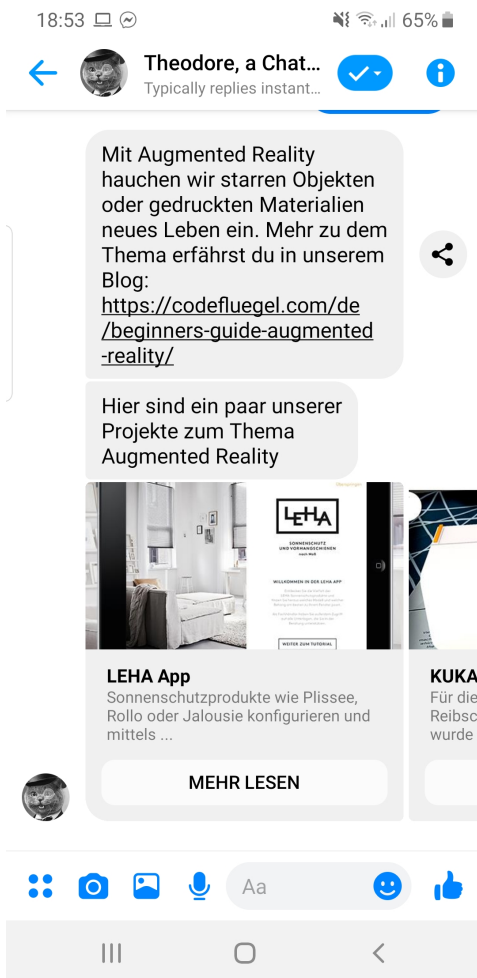 18:53
65%
Theodore, a Chat...
Typically replies instant...
Mit Augmented Reality
hauchen wir starren Objekten
oder gedruckten Materialien
neues Leben ein. Mehr zu dem
Thema erfährst du in unserem
Blog:
https://codefluegel.com/de
/beginners-guide-augmented
-reality/
Hier sind ein paar unserer
Projekte zum Thema
Augmented Reality
LEHA
SONNENSCHUTZ
UND VORHANGSCHIENEN
nach Maß
WILLKOMMEN IN DER LEHA APP
WEITER ZUM TUTORIAL
LEHA App
Sonnenschutzprodukte wie Plissee,
Rollo oder Jalousie konfigurieren und
mittels ...
MEHR LESEN
KUKA
Für die
Reibsc
wurde
Aa